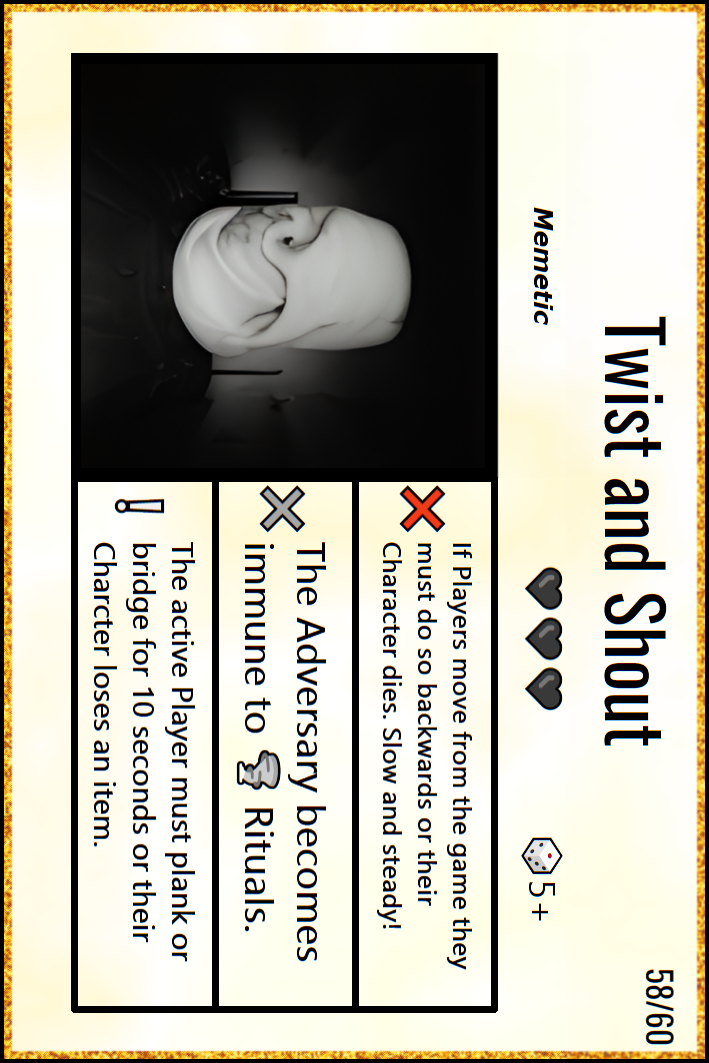 58/60
Twist and Shout
Memetic
5+
If Players move from the game they
must do so backwards or their
Character dies. Slow and steady!
The Adversary becomes
immune to Rituals.
The active Player must plank or
bridge for 10 seconds or their
Charcter loses an item.